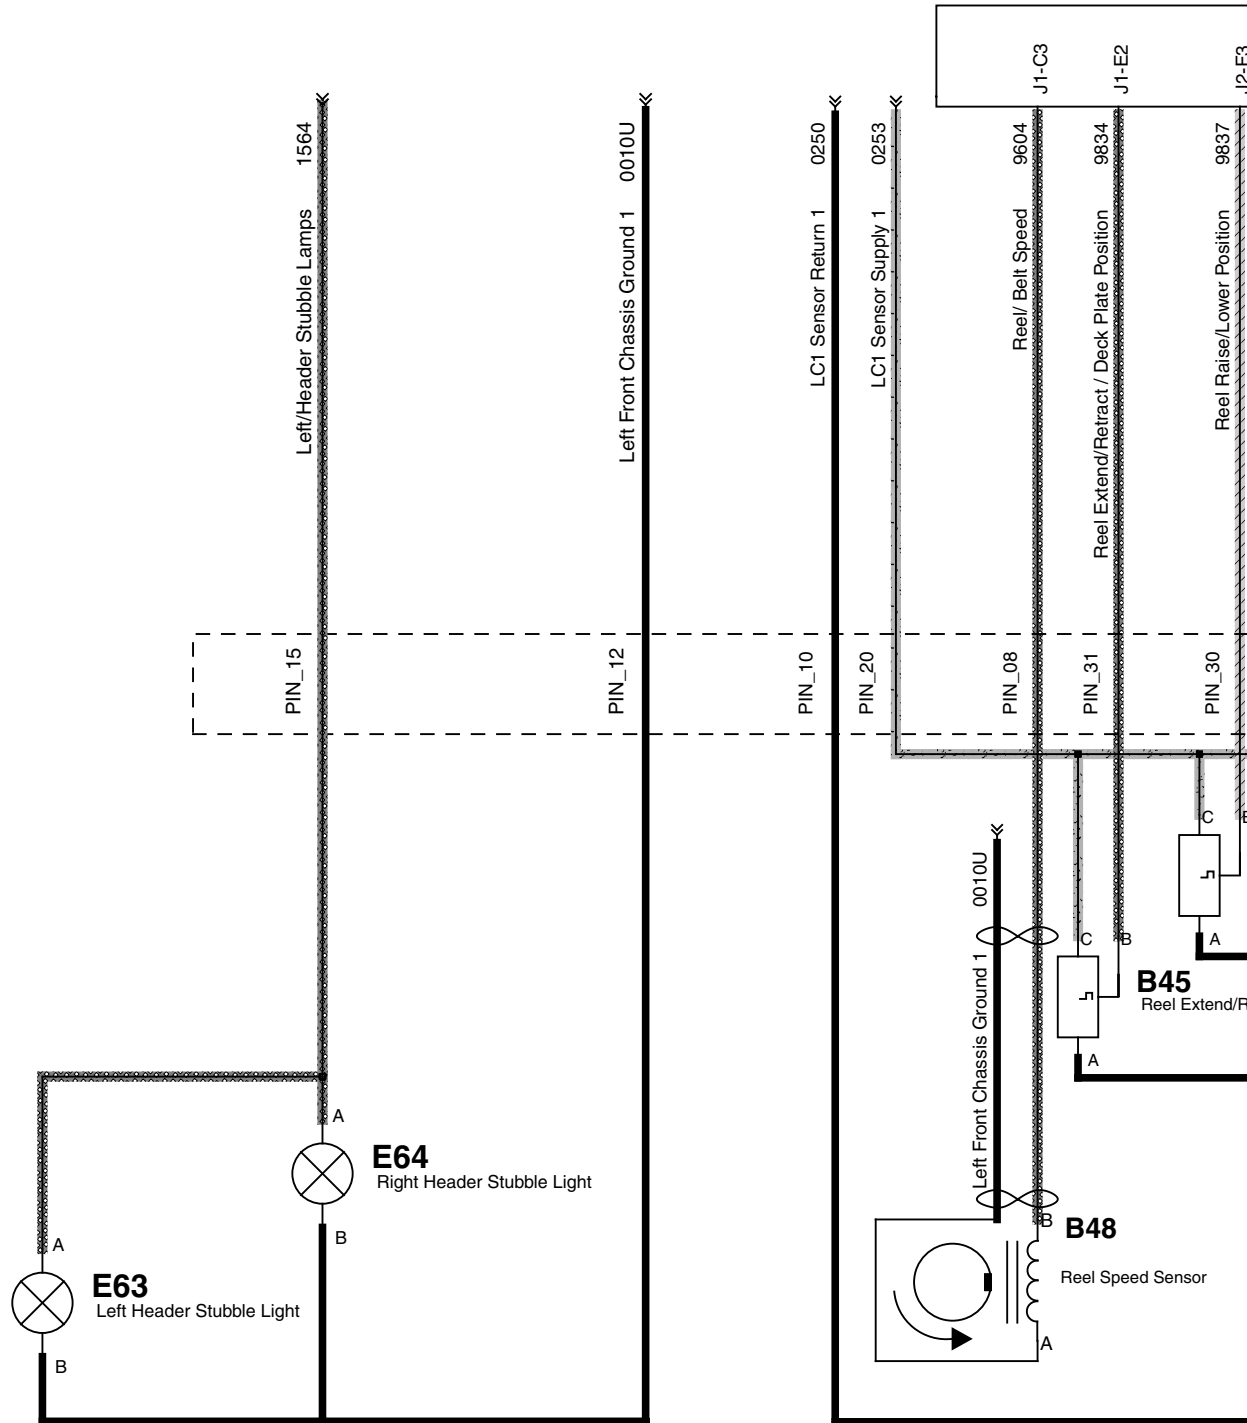 J1-C3
J1-E2
1564
0010U
0250
0253
9604
9834
9837
Left/Header Stubble Lamps
Left Front Chassis Ground 1
LC1 Sensor Return 1
LC1 Sensor Supply 1
Reel/ Belt Speed
Reel Extend/Retract / Deck Plate Position
Reel Raise/Lower Position
PIN_15
PIN_12
PIN_10
PIN_20
PIN_08
PIN_31
PIN_30
C
0010U
Left Front Chassis Ground 1
C
B
A
B45
Reel Extend/R
A
A
E64
Right Header Stubble Light
B
B
B48
Reel Speed Sensor
A
A
E63
Left Header Stubble Light
B